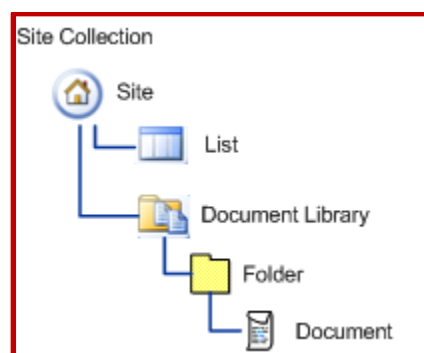 Site Collection
Site
List
Document Library
Folder
Document